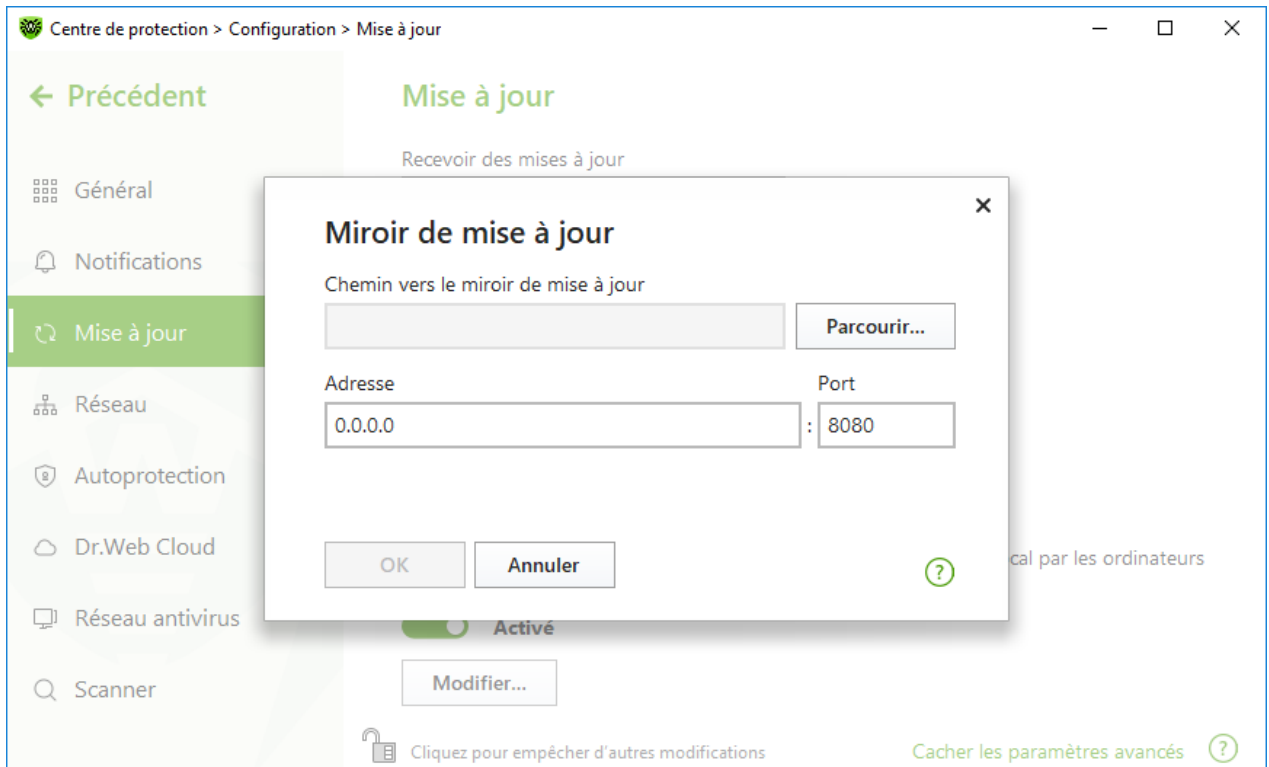 Centre de protection > Configuration > Mise à jour
Précédent
Général
Notifications
Mise à jour
Réseau
Autoprotection
Dr.Web Cloud
Réseau antivirus
Scanner
Mise à jour
Recevoir des mises à jour
Miroir de mise à jour
Chemin vers le miroir de mise à jour
Parcourir...
Adresse Port
0.0.0.0 : 8080
OK Annuler ?
par les ordinateurs
Activé
Modifier...
Cliquez pour empêcher d'autres modifications Cacher les paramètres avancés ?